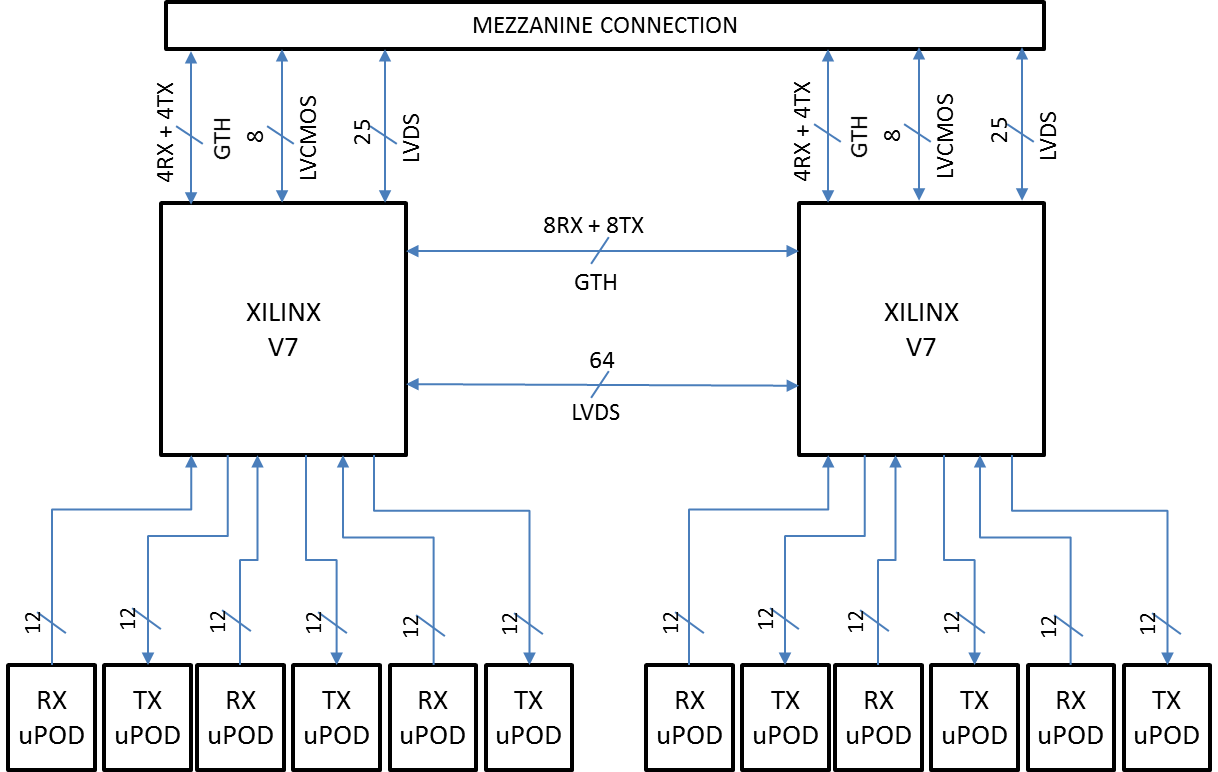 MEZZANINE CONNECTION
4RX + 4TX
GTH
8
LVCMOS
25
LVDS
4RX + 4TX
GTH
8
LVCMOS
25
LVDS
8RX + 8TX
GTH
XILINX
V7
XILINX
V7
64
LVDS
12
12
12
12
12
12
12
12
12
12
12
12
RX
uPOD
TX
uPOD
RX
uPOD
TX
uPOD
RX
uPOD
TX
uPOD
RX
uPOD
TX
uPOD
RX
uPOD
TX
uPOD
RX
uPOD
TX
uPOD